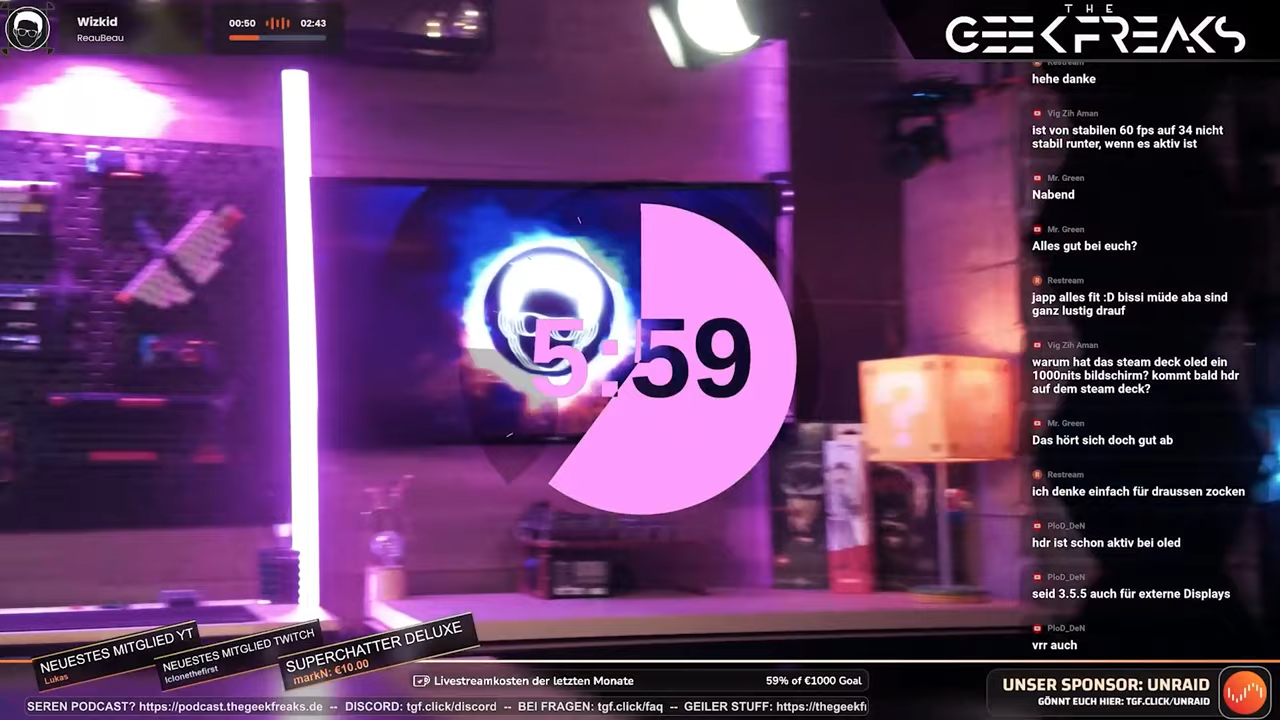 Wizkid
ReauBeau
00:50
02:43
THE
GEEKFREAKS
Restream
hehe danke
Vig Zih Aman
ist von stabilen 60 fps auf 34 nicht
stabil runter, wenn es aktiv ist
Mr. Green
Nabend
Mr. Green
Alles gut bei euch?
Restream
japp alles fit :D bissi müde aba sind
ganz lustig drauf
Vig Zih Aman
warum hat das steam deck oled ein
1000nits bildschirm? kommt bald hdr
auf dem steam deck?
Mr. Green
Das hört sich doch gut ab
Restream
ich denke einfach für draussen zocken
PloD_DeN
hdr ist schon aktiv bei oled
PloD_DeN
seid 3.5.5 auch für externe Displays
PloD_DeN
vrr auch
5:59
?
NEUESTES MITGLIED YT
Lukas
NEUESTES MITGLIED TWITCH
Iclonethefirst
SUPERCHATTER DELUXE
markN: €10.00
Livestreamkosten der letzten Monate
59% of €1000 Goal
UNSER SPONSOR: UNRAID
GÖNNT EUCH HIER: TGF.CLICK/UNRAID
SEREN PODCAST? https://podcast.thegeekfreaks.de -- DISCORD: tgf.click/discord -- BEI FRAGEN: tgf.click/faq -- GEILER STUFF: https://thegeekfr